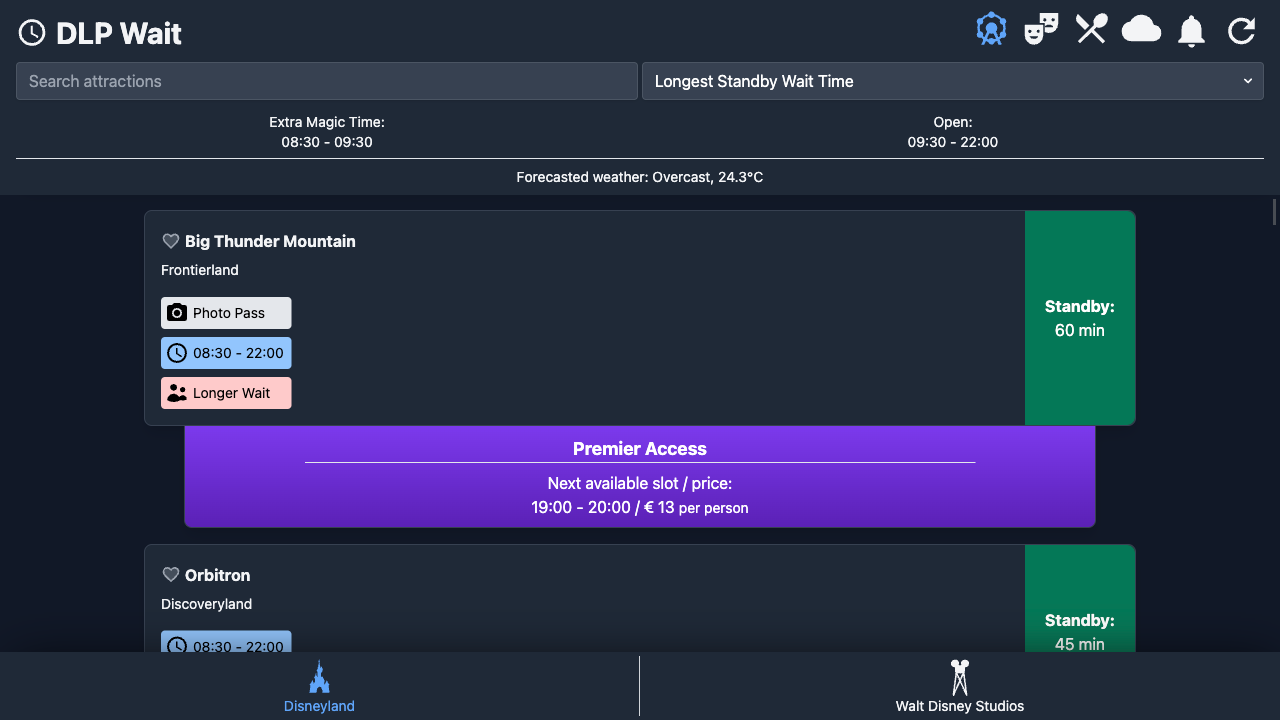 DLP Wait
Search attractions
Longest Standby Wait Time
Extra Magic Time:
08:30 - 09:30
Open:
09:30 - 22:00
Forecasted weather: Overcast, 24.3°C
Big Thunder Mountain
Frontierland
Photo Pass
08:30 - 22:00
Longer Wait
Standby:
60 min
Premier Access
Next available slot / price:
19:00 - 20:00 / € 13 per person
Orbitron
Discoveryland
08:30 - 22:00
Standby:
45 min
Disneyland
Walt Disney Studios